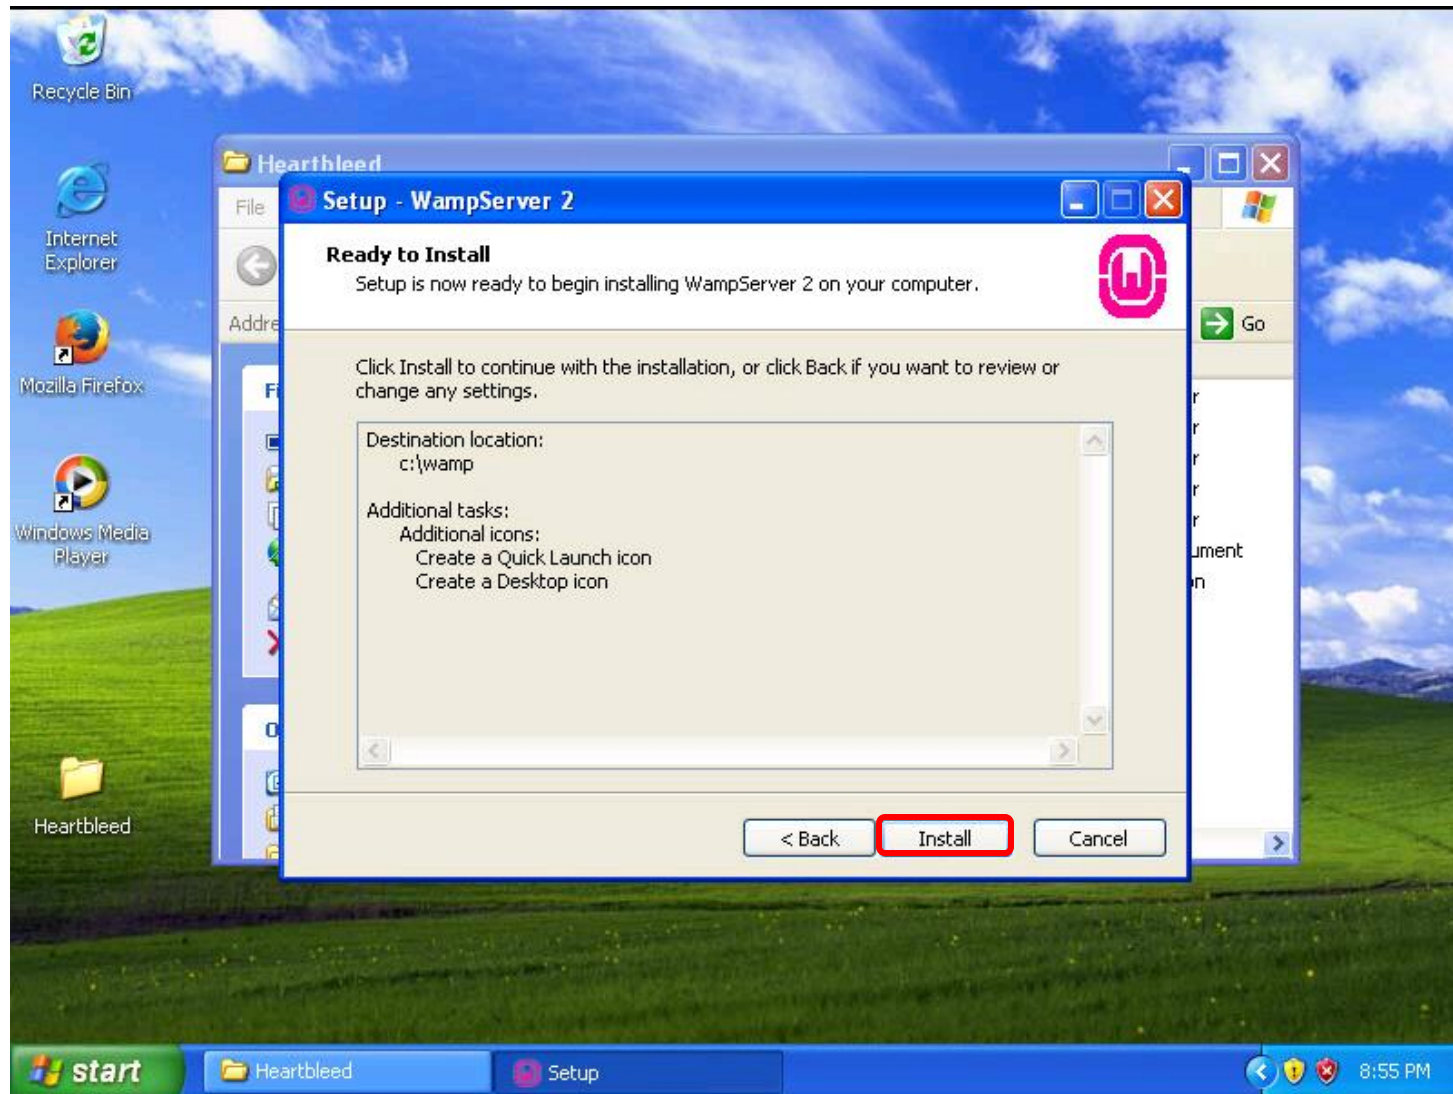 Recycle Bin
Internet
Explorer
Mozilla Firefox
Windows Media
Player
Heartbleed
Heartbleed
File
Go
Setup - WampServer 2
Ready to Install
Setup is now ready to begin installing WampServer 2 on your computer.
Click Install to continue with the installation, or click Back if you want to review or
change any settings.
Destination location:
c:\wamp
Additional tasks:
Additional icons:
Create a Quick Launch icon
Create a Desktop icon
< Back
Install
Cancel
start
Heartbleed
Setup
8:55 PM